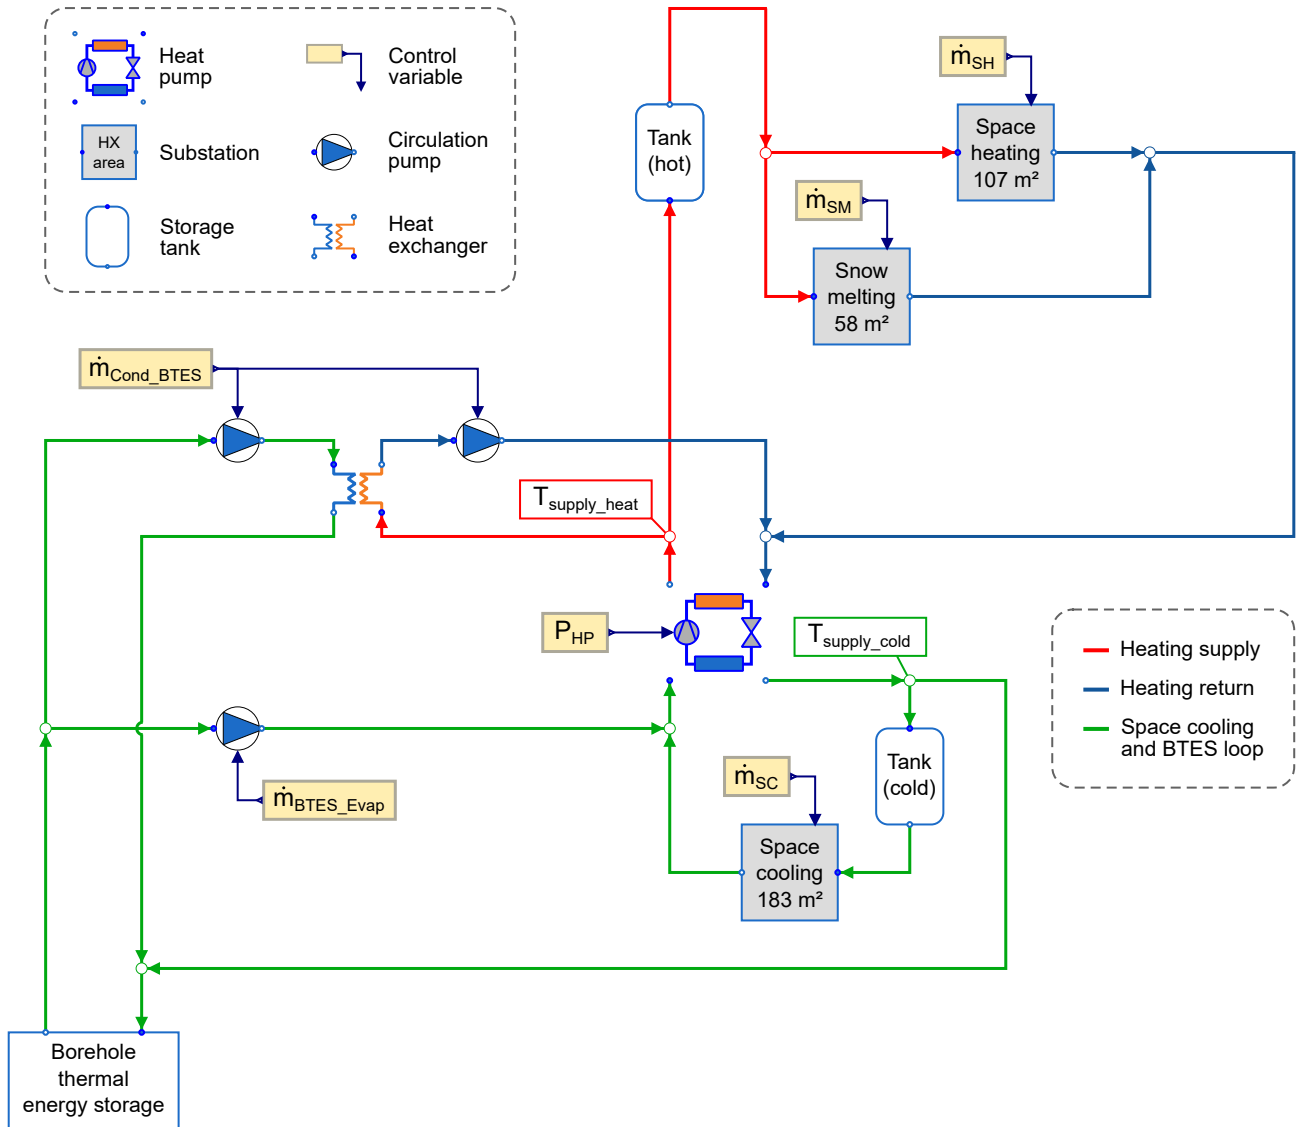 Heat
pump
Control
variable
HX
area
Substation
Circulation
pump
Storage
tank
Heat
exchanger
Tank
(hot)
ṁSH
Space
heating
107 m²
ṁSM
Snow
melting
58 m²
ṁCond_BTES
Tsupply_heat
PHP
Tsupply_cold
Heating supply
Heating return
Space cooling
and BTES loop
ṁBTES_Evap
ṁSC
Tank
(cold)
Space
cooling
183 m²
Borehole
thermal
energy storage